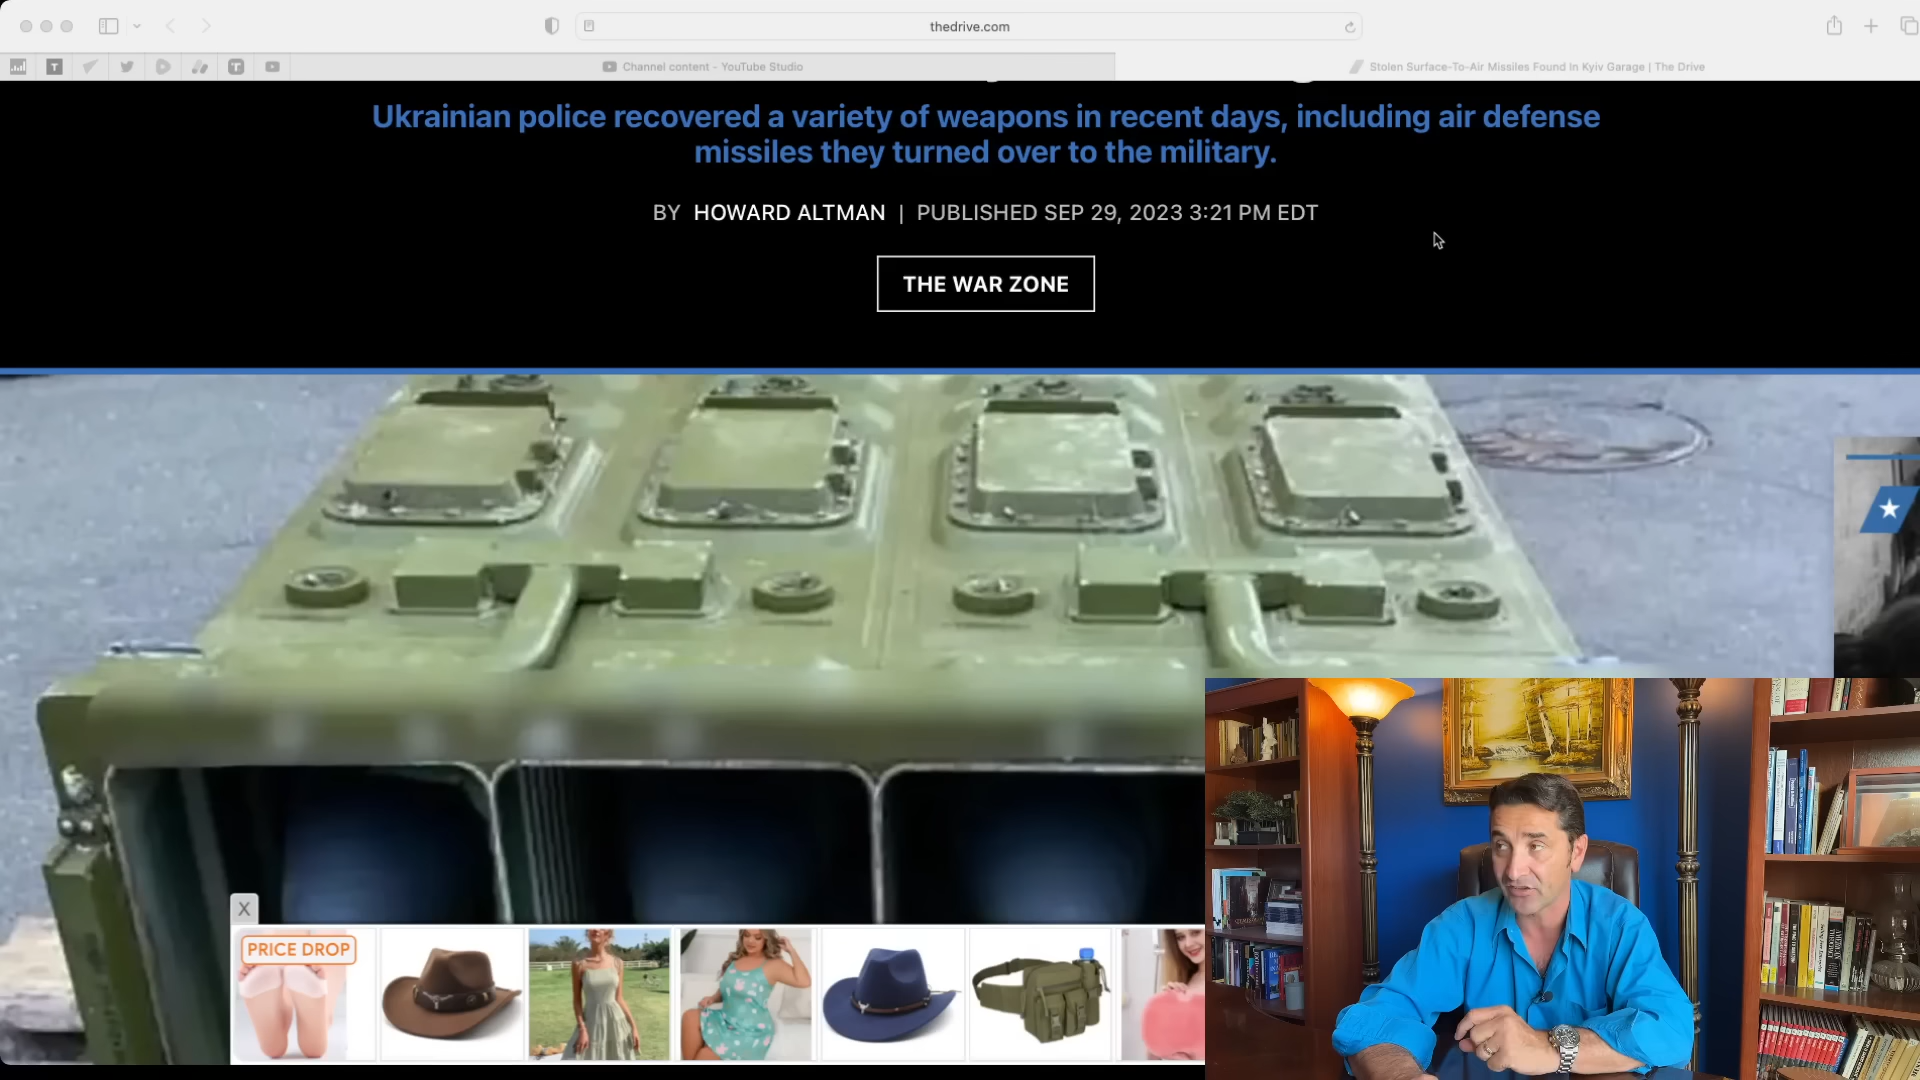 thedrive.com
Channel content - YouTube Studio
Stolen Surface-To-Air Missiles Found In Kyiv Garage | The Drive
Ukrainian police recovered a variety of weapons in recent days, including air defense
missiles they turned over to the military.
BY HOWARD ALTMAN | PUBLISHED SEP 29, 2023 3:21 PM EDT
THE WAR ZONE
X
PRICE DROP